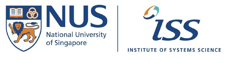 NUS
National University
of Singapore
iss
INSTITUTE OF SYSTEMS SCIENCE